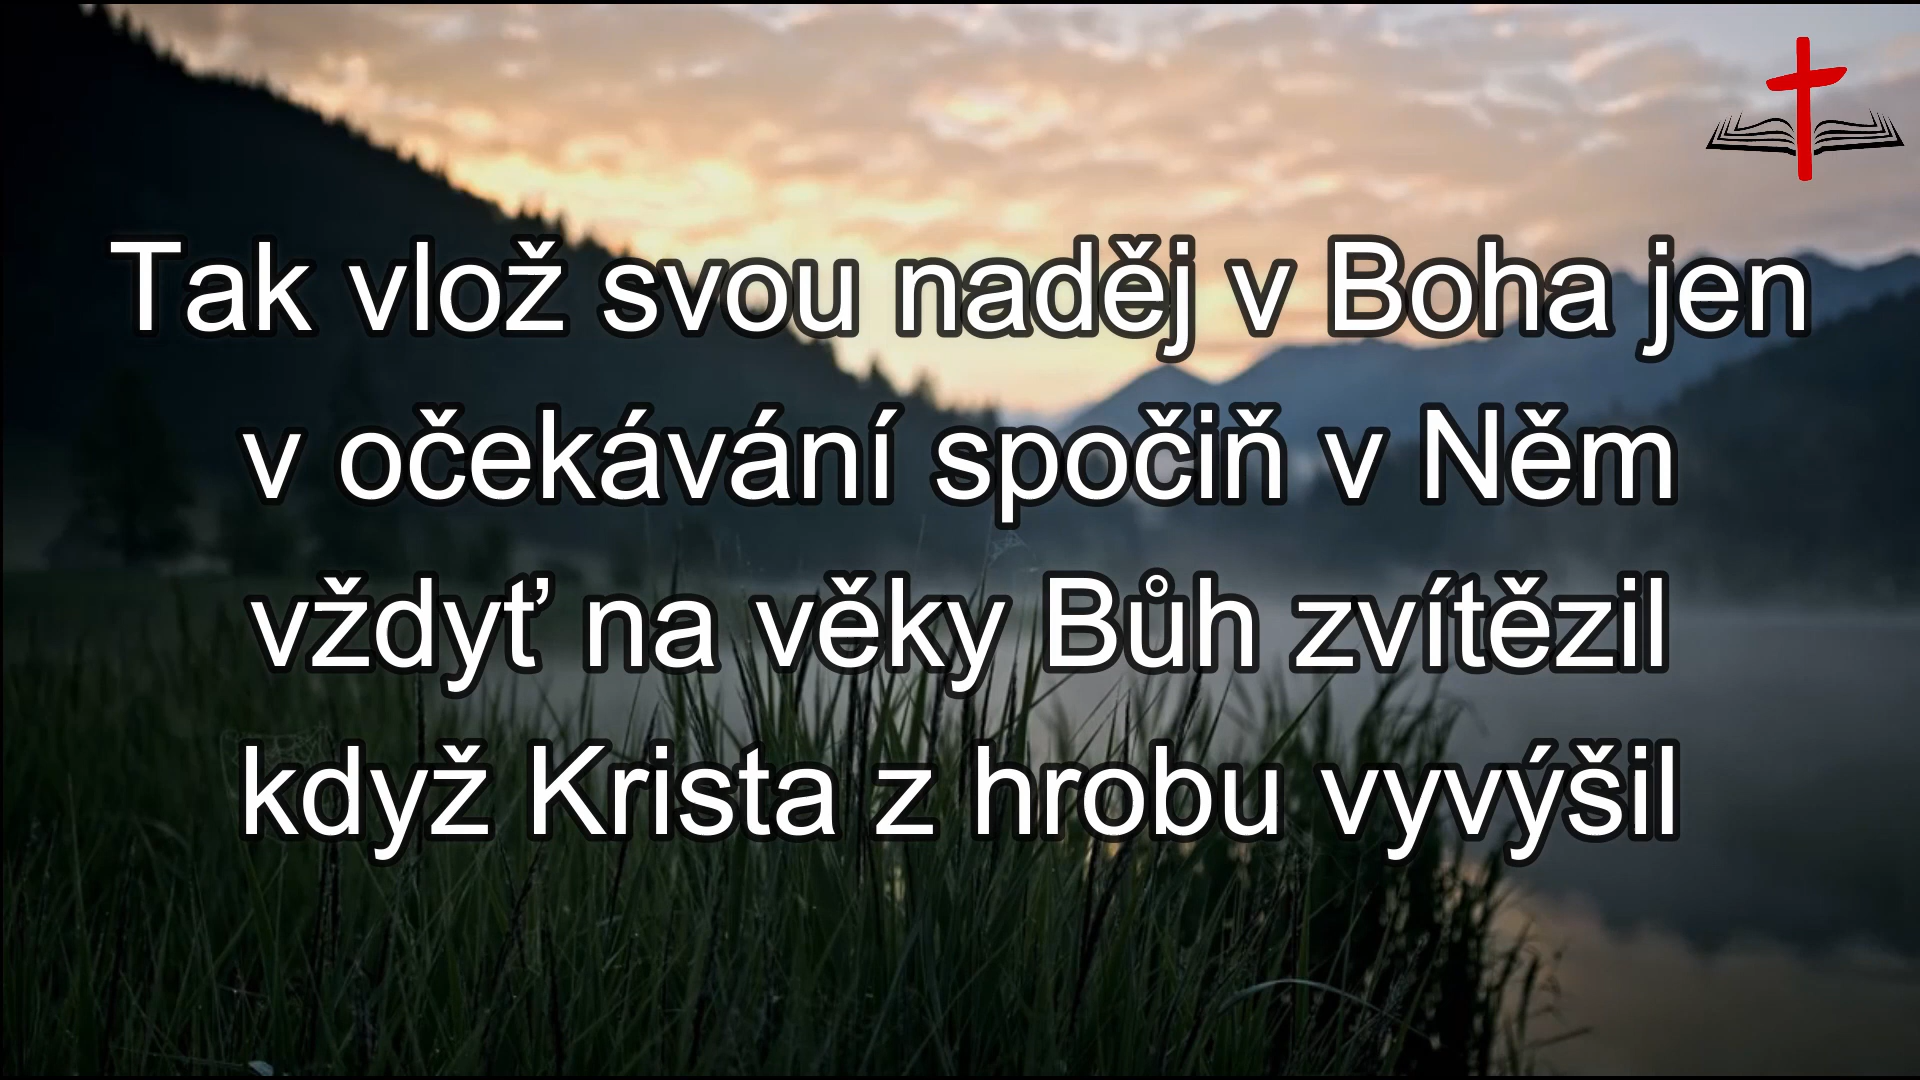 Tak vlož svou naděj v Boha jen
v očekávání spočiň v Něm
vždyť na věky Bůh zvítězil
když Krista z hrobu vyvýšil